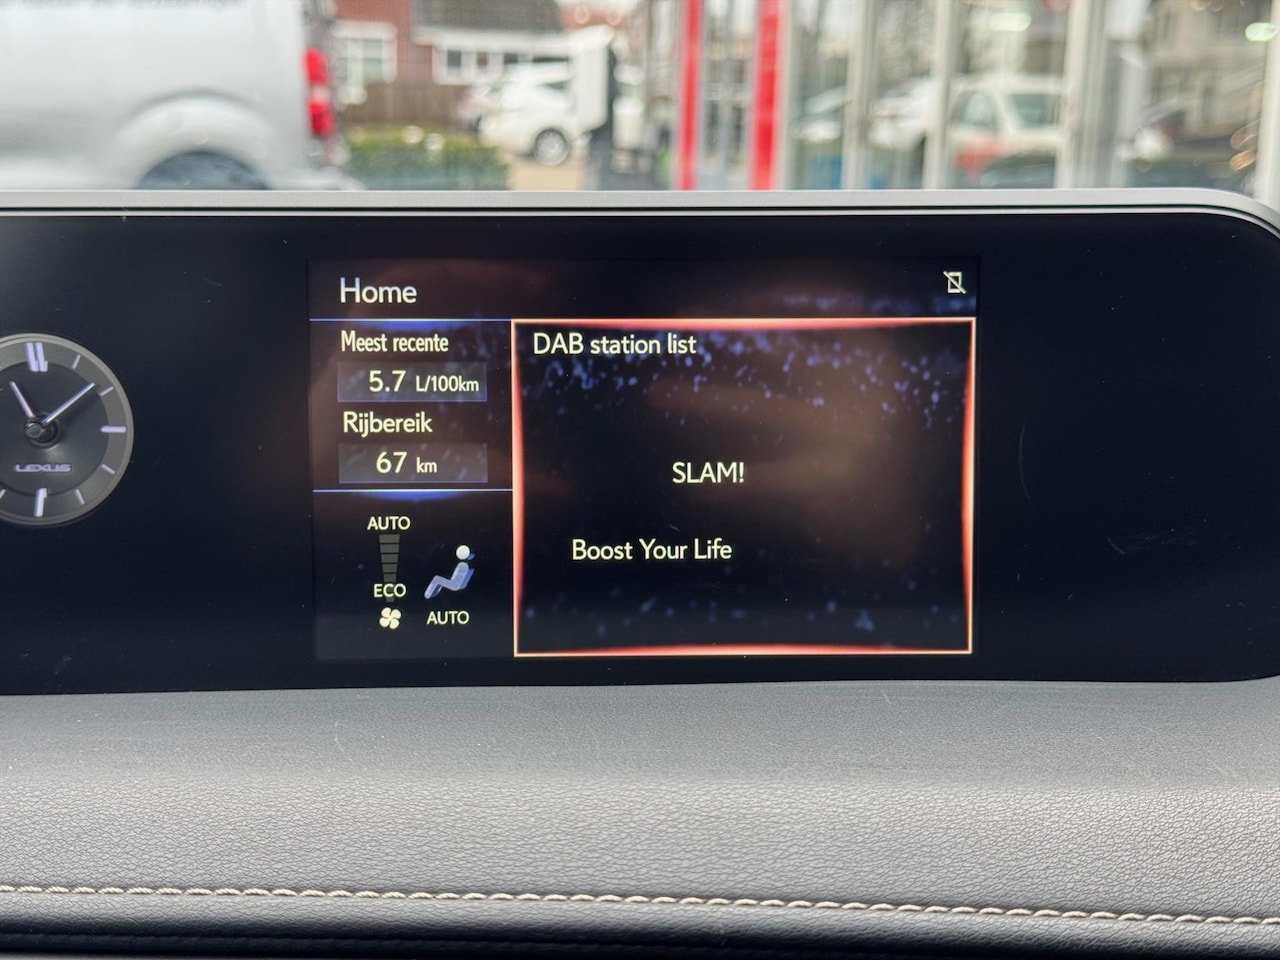 Home
Meest recente
5.7 L/100km
Rijbereik
67 km
AUTO
ECO
AUTO
DAB station list
SLAM!
Boost Your Life
LEXUS